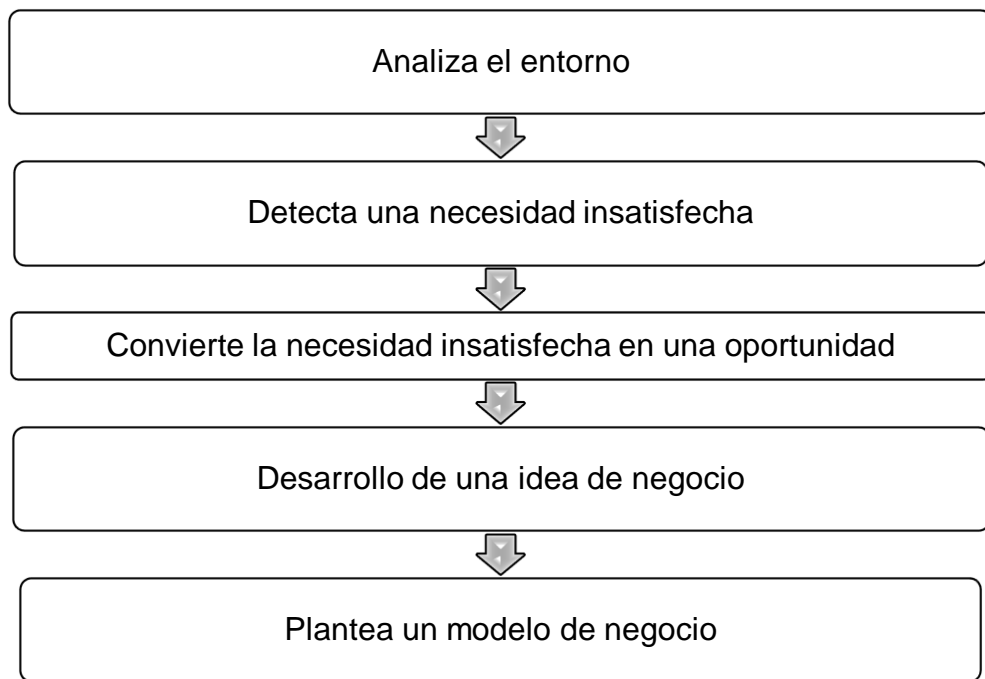 Analiza el entorno
Detecta una necesidad insatisfecha
Convierte la necesidad insatisfecha en una oportunidad
Desarrollo de una idea de negocio
Plantea un modelo de negocio